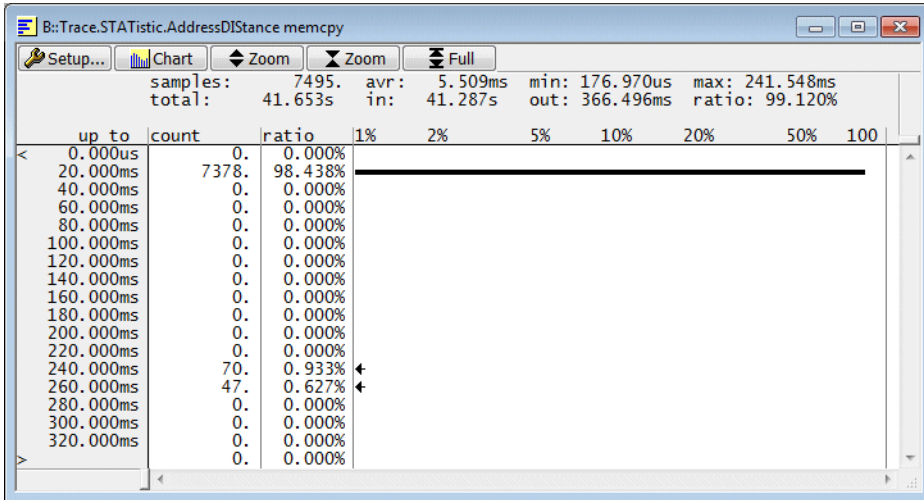 B::Trace.STATistic.AddressDIStance memcpy
Setup... Chart Zoom Zoom Full
samples: 7495. avr: 5.509ms min: 176.970us max: 241.548ms
total: 41.653s in: 41.287s out: 366.496ms ratio: 99.120%
up to count ratio 1% 2% 5% 10% 20% 50% 100
< 0.000us 0. 0.000%
20.000ms 7378. 98.438%
40.000ms 0. 0.000%
60.000ms 0. 0.000%
80.000ms 0. 0.000%
100.000ms 0. 0.000%
120.000ms 0. 0.000%
140.000ms 0. 0.000%
160.000ms 0. 0.000%
180.000ms 0. 0.000%
200.000ms 0. 0.000%
220.000ms 0. 0.000%
240.000ms 70. 0.933%
260.000ms 47. 0.627%
280.000ms 0. 0.000%
300.000ms 0. 0.000%
320.000ms 0. 0.000%
> 0. 0.000%